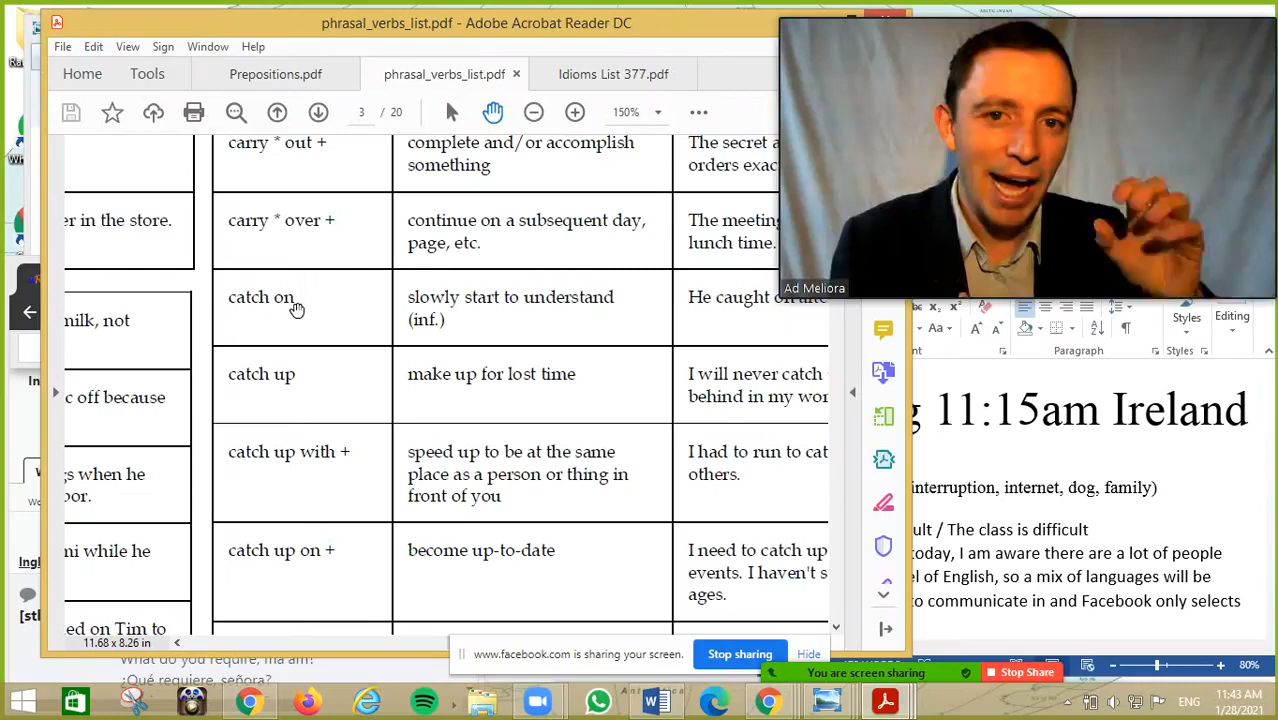 phrasal_verbs_list.pdf - Adobe Acrobat Reader DC
File Edit View Sign Window Help
Home Tools Prepositions.pdf phrasal_verbs_list.pdf × Idioms List 377.pdf
3 / 20 150%
carry * out + complete and/or accomplish The secret a
something orders exac
er in the store. carry * over + continue on a subsequent day, The meeting
page, etc. lunch time.
Ad Meliora
catch on slowly start to understand He caught on
milk, not (inf.)
Aa
Styles Editing
Paragraph Styles
catch up make up for lost time I will never catch
c off because behind in my wor
11:15am Ireland
catch up with + speed up to be at the same I had to run to cat
gs when he place as a person or thing in others.
oor. front of you
interruption, internet, dog, family)
ult / The class is difficult
mi while he catch up on + become up-to-date I need to catch up
today, I am aware there are a lot of people
events. I haven't s
el of English, so a mix of languages will be
ages.
to communicate in and Facebook only selects
ed on Tim to
11.68 x 8.26 in
www.facebook.com is sharing your screen. Stop sharing Hide
What do you require, ma'am?
You are screen sharing Stop Share
80%
¿Qué requiere, señora?
ENG
11:43 AM
1/28/2021